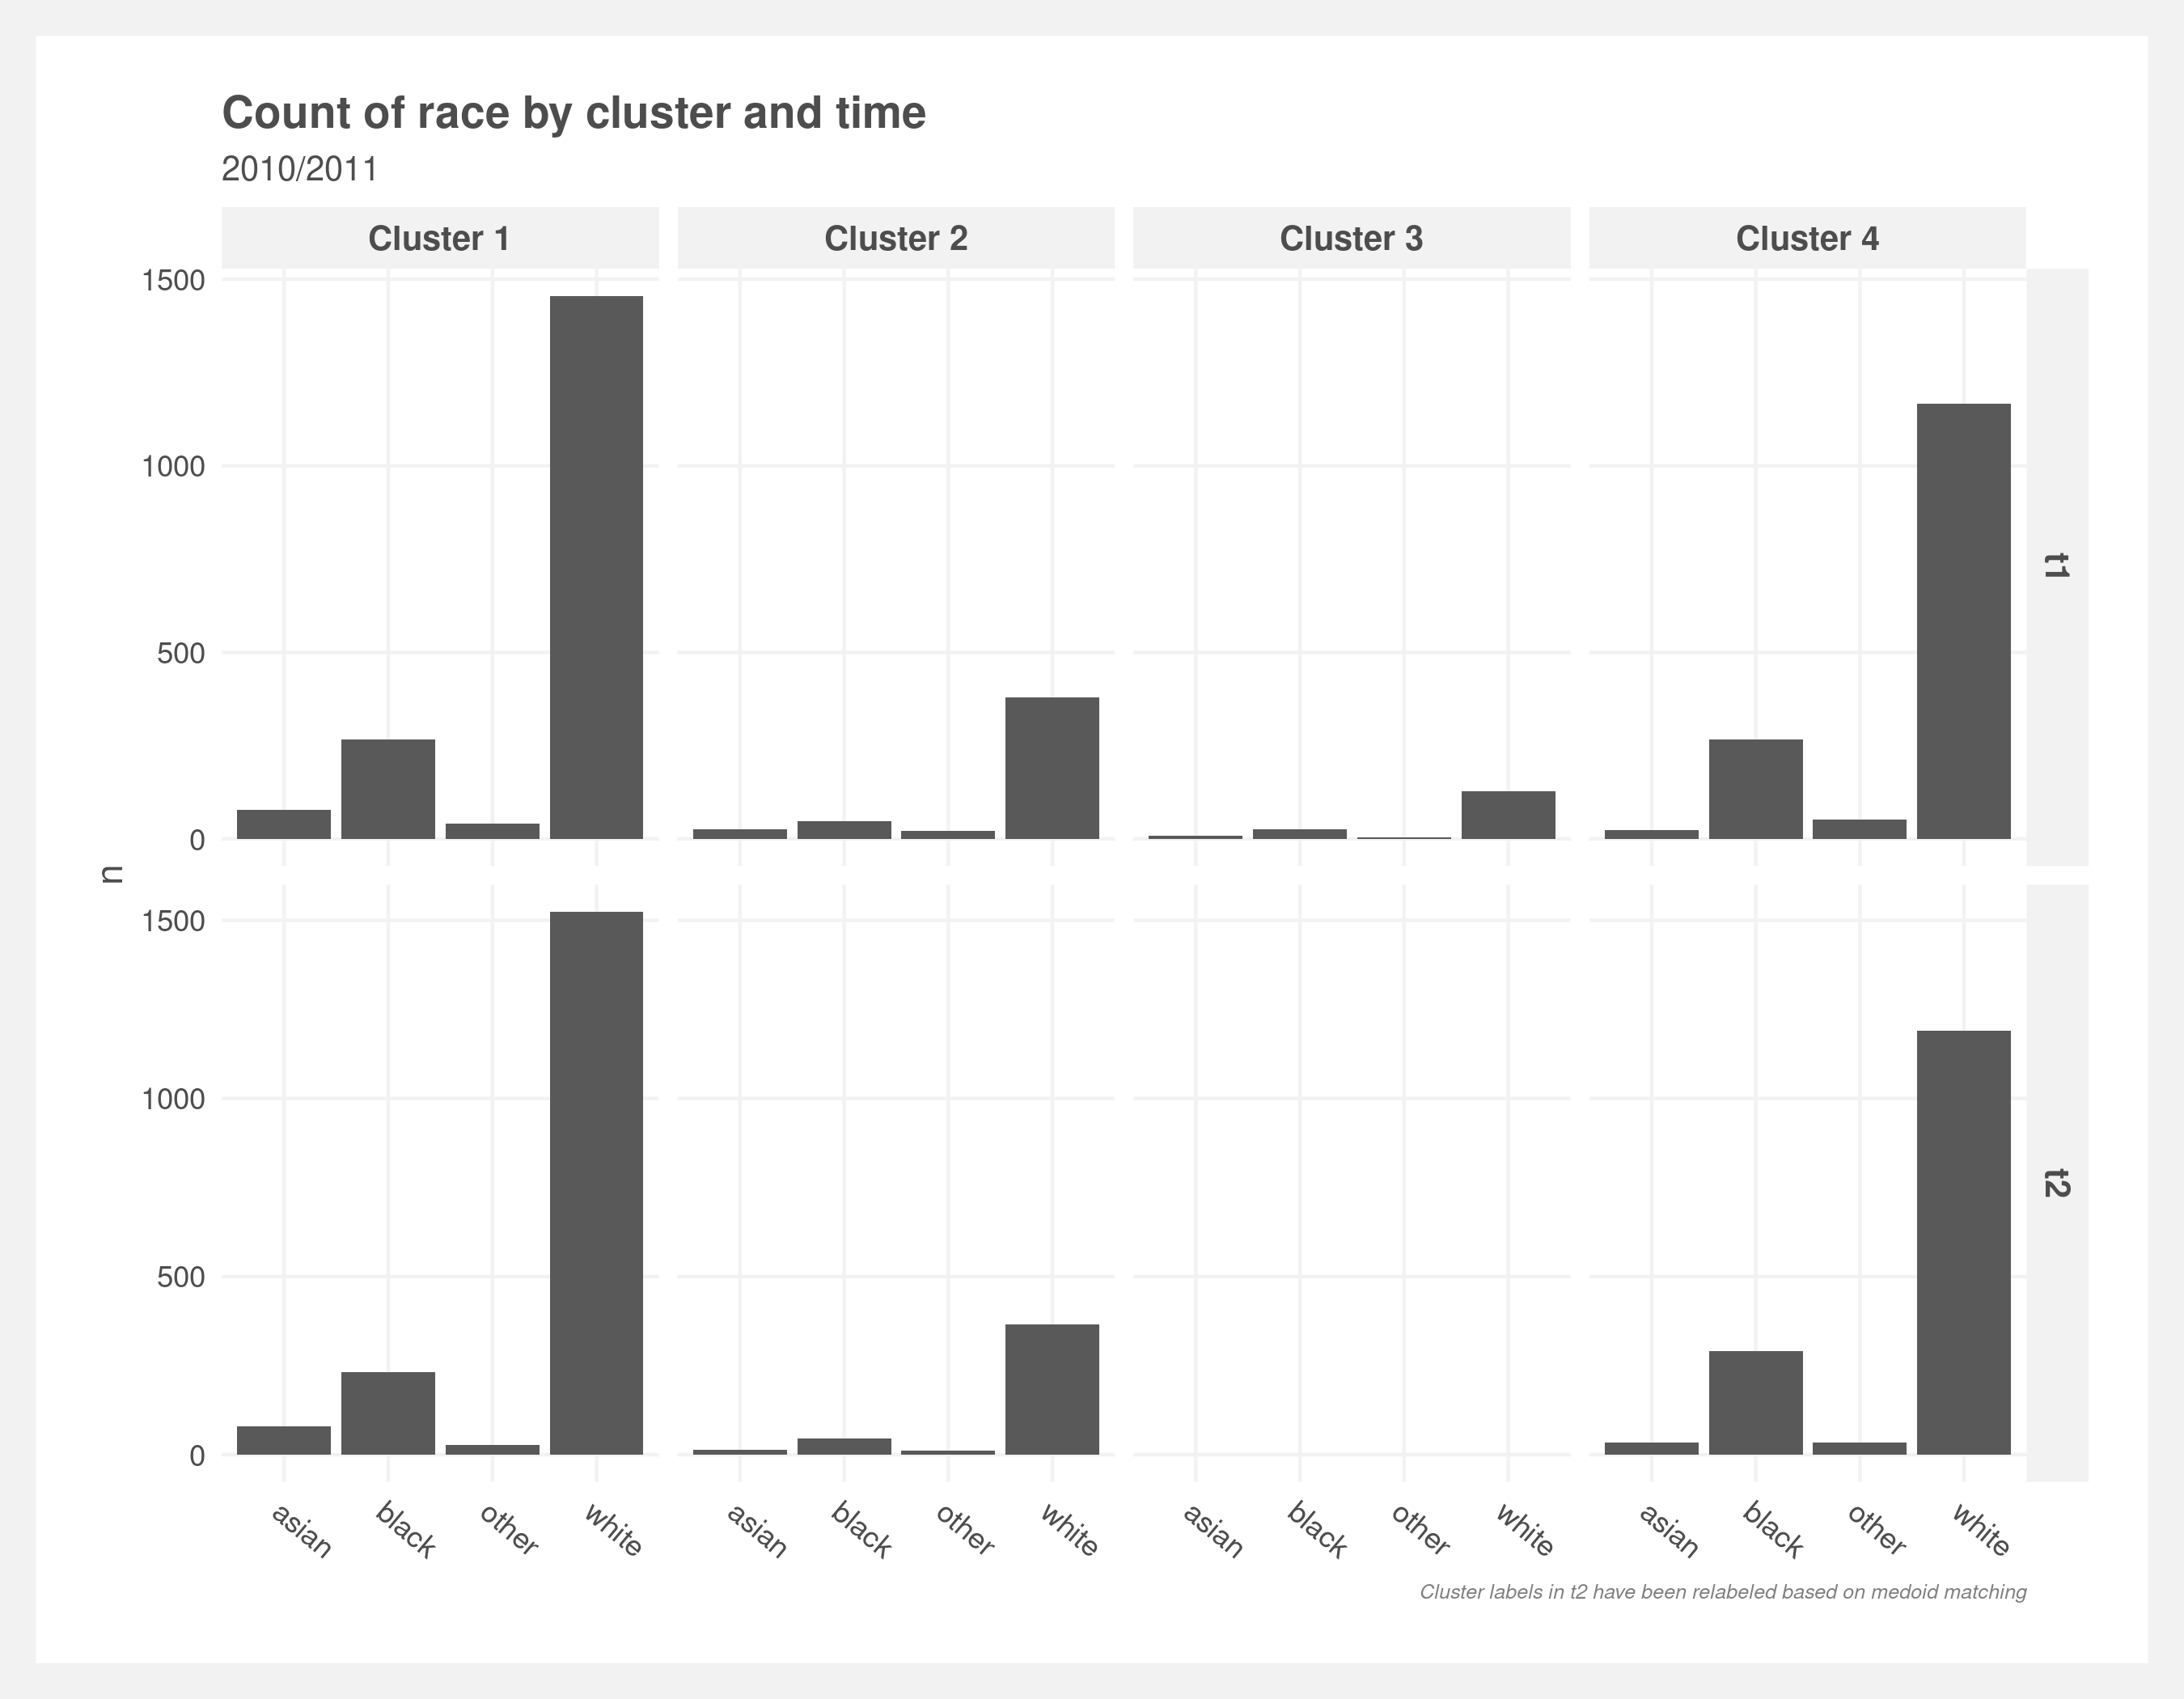 Count of race by cluster and time
2010/2011
Cluster 1 Cluster 2 Cluster 3 Cluster 4
1500
1000
500
0
t1
n
1500
1000
500
0
t2
asian black other white asian black other white asian black other white asian black other white
Cluster labels in t2 have been relabeled based on medoid matching